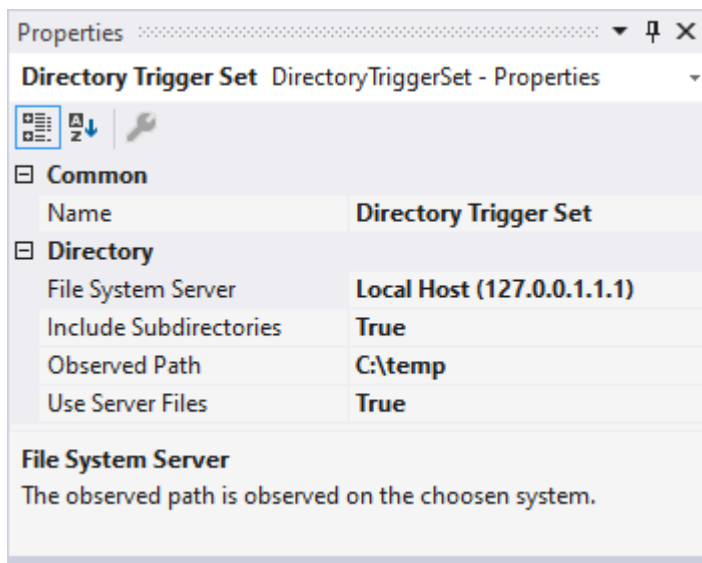 Properties
Directory Trigger Set DirectoryTriggerSet - Properties
Common
Name Directory Trigger Set
Directory
File System Server Local Host (127.0.0.1.1.1)
Include Subdirectories True
Observed Path C:\temp
Use Server Files True
File System Server
The observed path is observed on the choosen system.